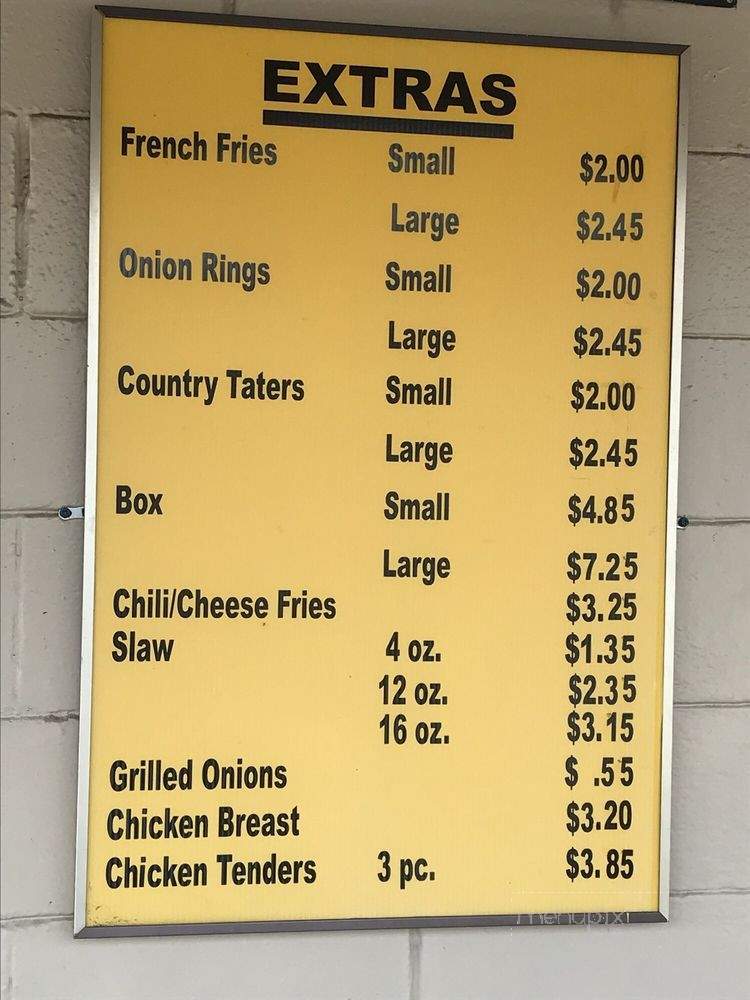 EXTRAS
French Fries Small $2.00
Large $2.45
Onion Rings Small $2.00
Large $2.45
Country Taters Small $2.00
Large $2.45
Box Small $4.85
Large $7.25
Chili/Cheese Fries $3.25
Slaw 4 oz. $1.35
12 oz. $2.35
16 oz. $3.15
Grilled Onions $ .55
Chicken Breast $3.20
Chicken Tenders 3 pc. $3.85
menupix